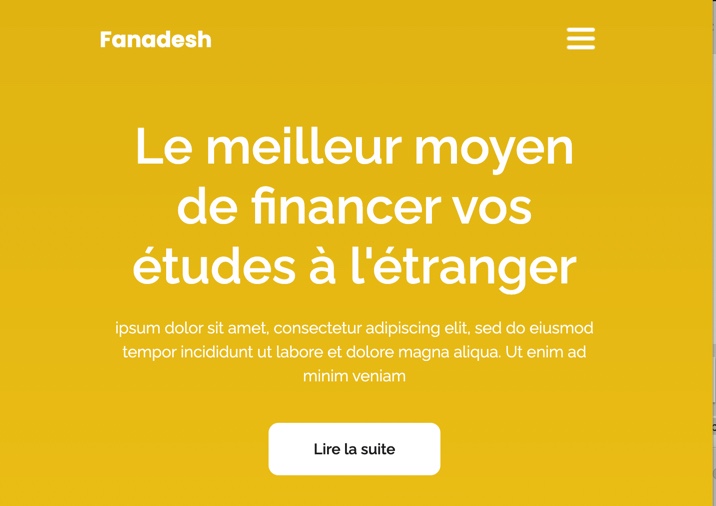 Fanadesh
Le meilleur moyen
de financer vos
études à l'étranger
ipsum dolor sit amet, consectetur adipiscing elit, sed do eiusmod
tempor incididunt ut labore et dolore magna aliqua. Ut enim ad
minim veniam
Lire la suite